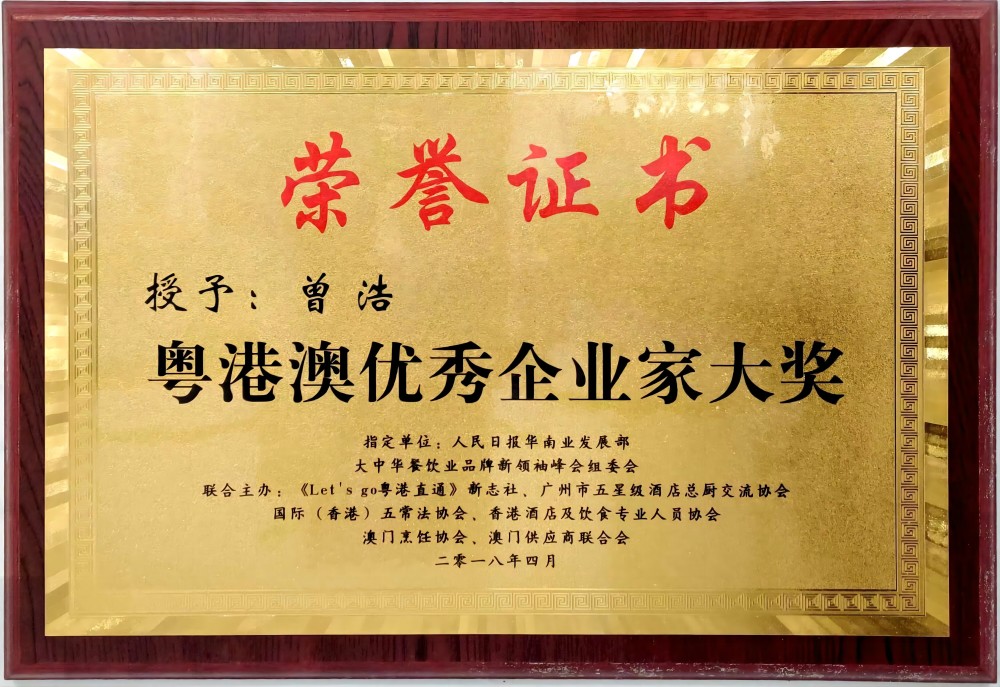 荣誉证书
授予：曾浩
粤港澳优秀企业家大奖
指定单位：人民日报华南业发展部
大中华餐饮业品牌新领袖峰会组委会
联合主办：《Let's go粤港直通》新志社、广州市五星级酒店总厨交流协会
国际（香港）五常法协会、香港酒店及饮食专业人员协会
澳门烹饪协会、澳门供应商联合会
二零一八年四月